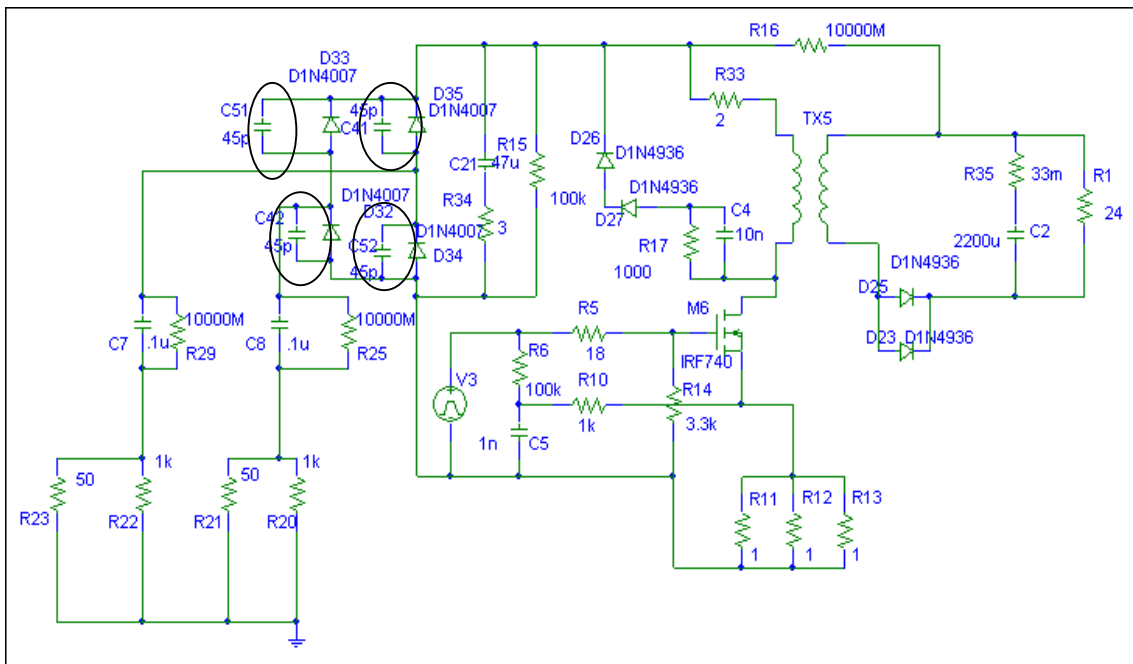 R16 10000M
D33
D1N4007
R33
2
TX5
C51
45p
45p
C41
D35
D1N4007
R15
100k
C21
47u
R34
3
D26
D1N4936
D1N4936
D27
C4
10n
R17
1000
R35 33m
R1
24
C2
2200u
D1N4007
D32
C42
45p
C52
45p
D1N4007
D34
D1N4936
D25
D23 D1N4936
M6
IRF740
C7 .1u
10000M
R29
C8 .1u
10000M
R25
R5
18
R6
100k
R10
1k
R14
3.3k
V3
1n C5
50
R23
1k
R22
50
R21
1k
R20
R11
1
R12
1
R13
1